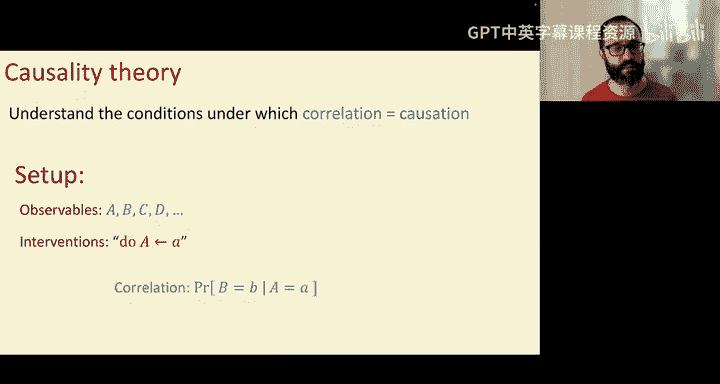 GPT中英字幕课程资源 bilibili
Causality theory
Understand the conditions under which correlation = causation
Setup:
Observables: A, B, C, D, …
Interventions: “do A ← a”
Correlation: Pr[ B = b | A = a ]